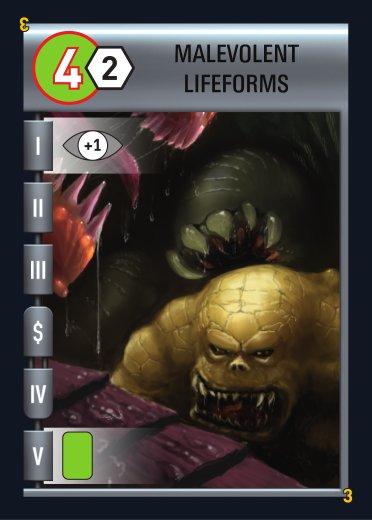 3
4 2 MALEVOLENT
LIFEFORMS
I +1
II
III
$
IV
V
3